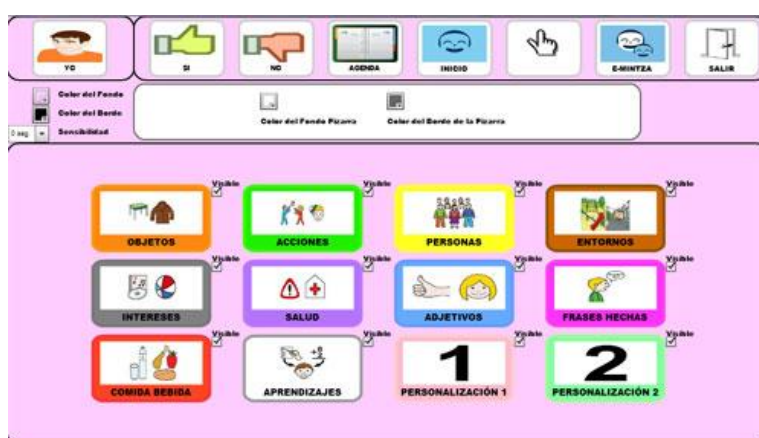 YO
SI
NO
AGENDA
INICIO
E-MINTZA
SALIR
Color del Fondo
Color del Borde
0 seg
Sensibilidad
Color del Fondo Pizarra
Color del Borde de la Pizarra
Visible
Visible
Visible
Visible
OBJETOS
ACCIONES
PERSONAS
ENTORNOS
Visible
Visible
Visible
Visible
INTERESES
SALUD
ADJETIVOS
FRASES HECHAS
Visible
Visible
Visible
Visible
1
2
COMIDA BEBIDA
APRENDIZAJES
PERSONALIZACIÓN 1
PERSONALIZACIÓN 2